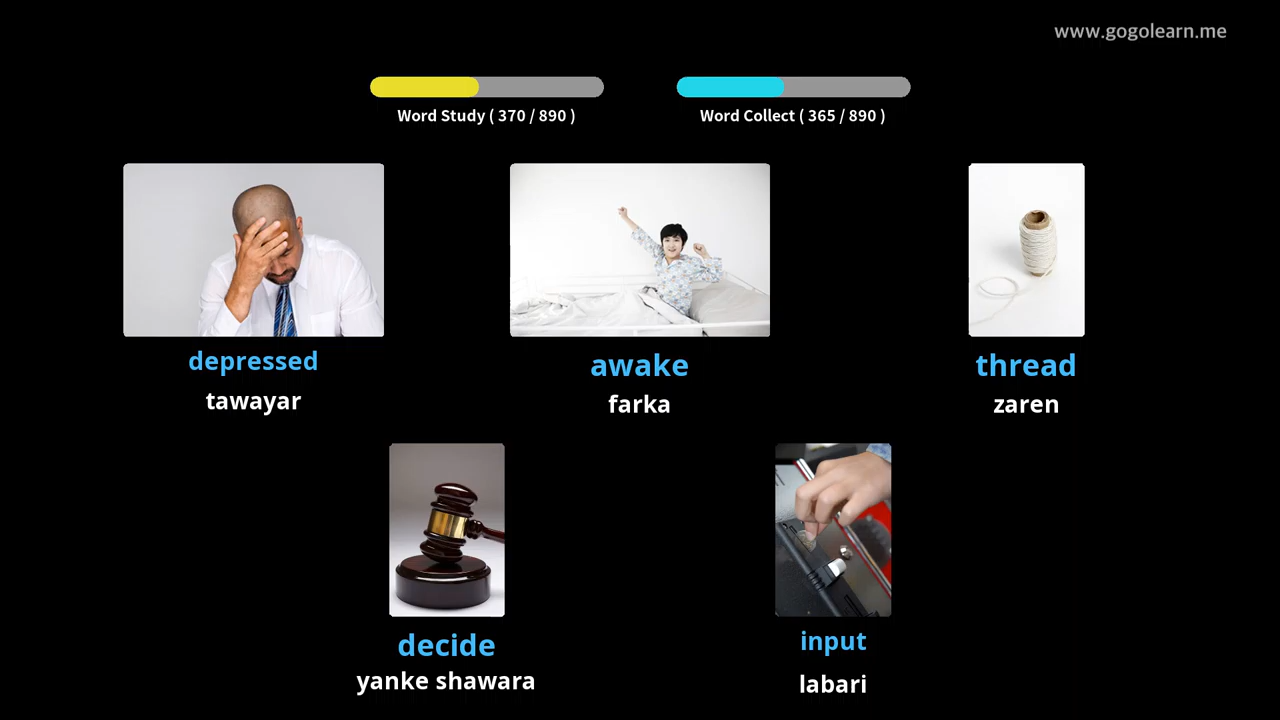 www.gogolearn.me
Word Study ( 370 / 890 )
Word Collect ( 365 / 890 )
depressed
tawayar
awake
farka
thread
zaren
decide
yanke shawara
input
labari